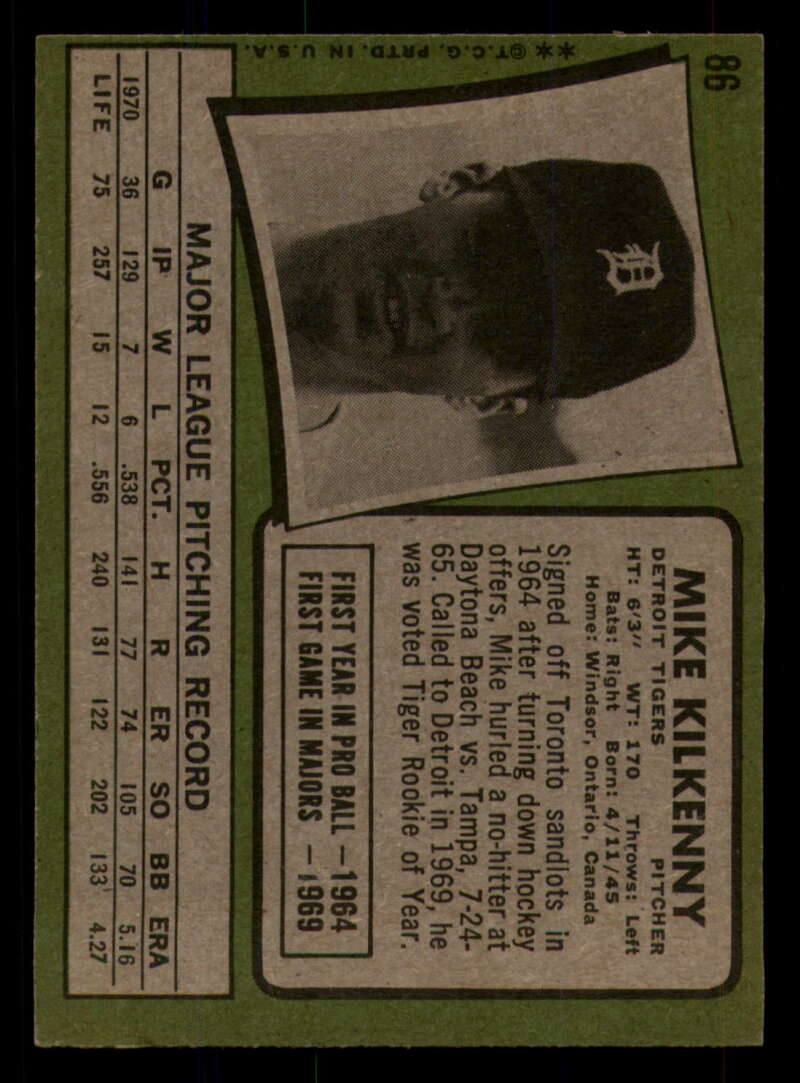 86
**©T.C.G. PRTD. IN U.S.A.
MIKE KILKENNY
DETROIT TIGERS PITCHER
HT: 6'3" WT: 170 Throws: Left
Bats: Right Born: 4/11/45
Home: Windsor, Ontario, Canada
Signed off Toronto sandlots in
1964 after turning down hockey
offers, Mike hurled a no-hitter at
Daytona Beach vs. Tampa, 7-24-
65. Called to Detroit in 1969, he
was voted Tiger Rookie of Year.
FIRST YEAR IN PRO BALL — 1964
FIRST GAME IN MAJORS — 1969
MAJOR LEAGUE PITCHING RECORD
G IP W L PCT. H R ER SO BB ERA
1970 36 129 7 6 .538 141 77 74 105 70 5.16
LIFE 75 257 15 12 .556 240 131 122 202 133 4.27